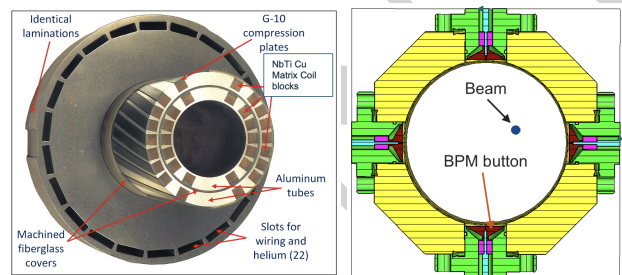 Identical
laminations
G-10
compression
plates
NbTi Cu
Matrix Coil
blocks
Aluminum
tubes
Machined
fiberglass
covers
Slots for
wiring and
helium (22)
Beam
BPM button